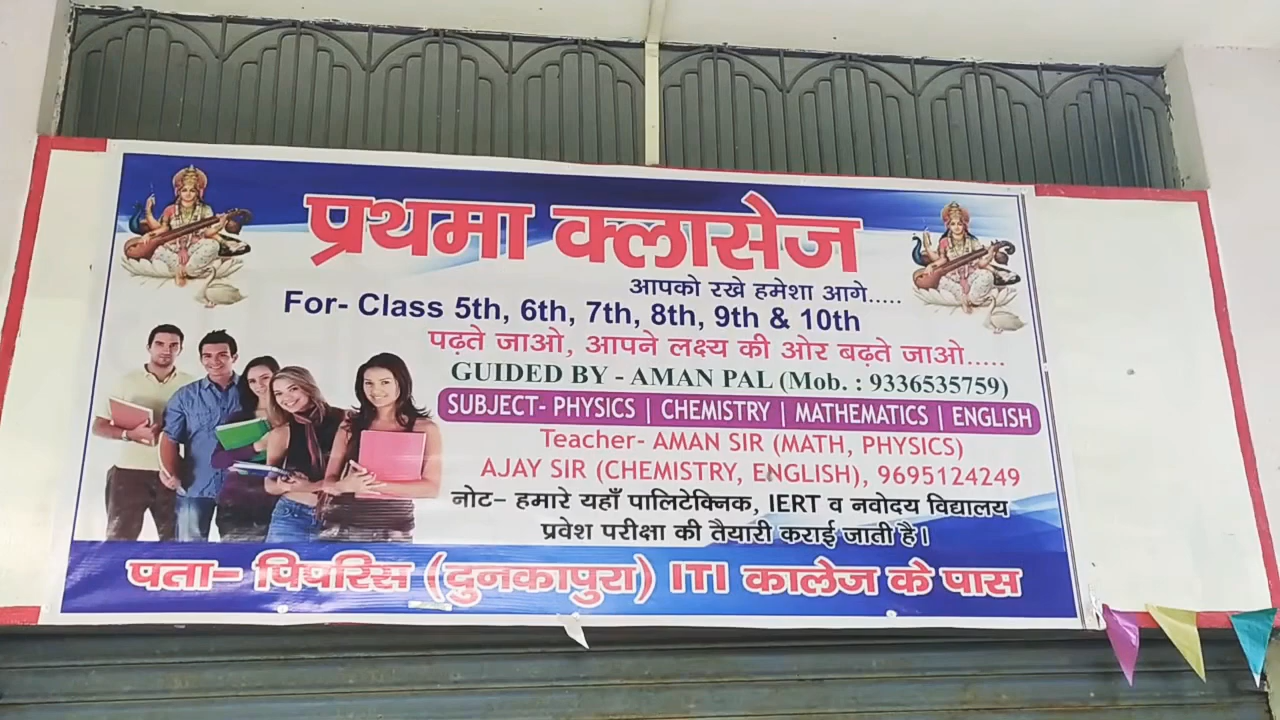 प्रथमा क्लासेज
आपको रखे हमेशा आगे.....
For- Class 5th, 6th, 7th, 8th, 9th & 10th
पढ़ते जाओ, आपने लक्ष्य की ओर बढ़ते जाओ.....
GUIDED BY - AMAN PAL (Mob. : 9336535759)
SUBJECT- PHYSICS | CHEMISTRY | MATHEMATICS | ENGLISH
Teacher- AMAN SIR (MATH, PHYSICS)
AJAY SIR (CHEMISTRY, ENGLISH), 9695124249
नोट- हमारे यहाँ पालिटेक्निक, IERT व नवोदय विद्यालय
प्रवेश परीक्षा की तैयारी कराई जाती है।
पता- पिपरिस (दुनकापुरा) ITI कालेज के पास